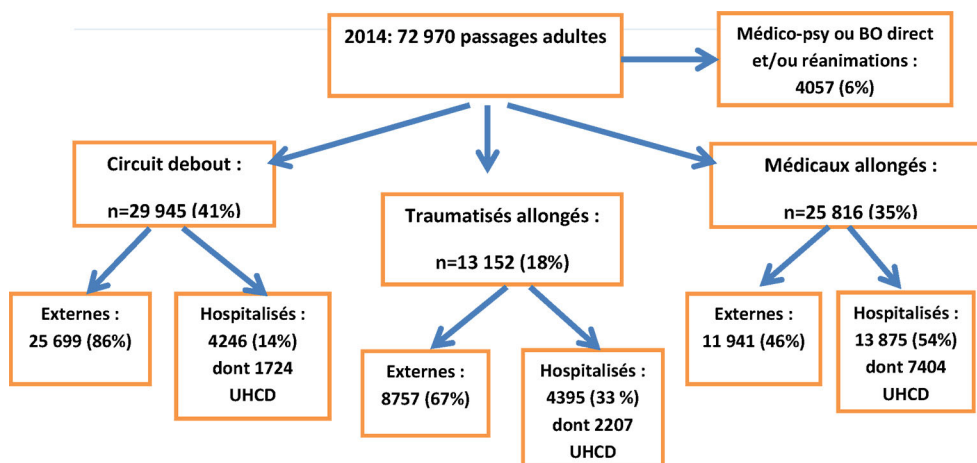 2014: 72 970 passages adultes
Médico-psy ou BO direct
et/ou réanimations :
4057 (6%)
Circuit debout :
n=29 945 (41%)
Traumatisés allongés :
n=13 152 (18%)
Médicaux allongés :
n=25 816 (35%)
Externes :
25 699 (86%)
Hospitalisés :
4246 (14%)
dont 1724
UHCD
Externes :
8757 (67%)
Hospitalisés :
4395 (33 %)
dont 2207
UHCD
Externes :
11 941 (46%)
Hospitalisés :
13 875 (54%)
dont 7404
UHCD